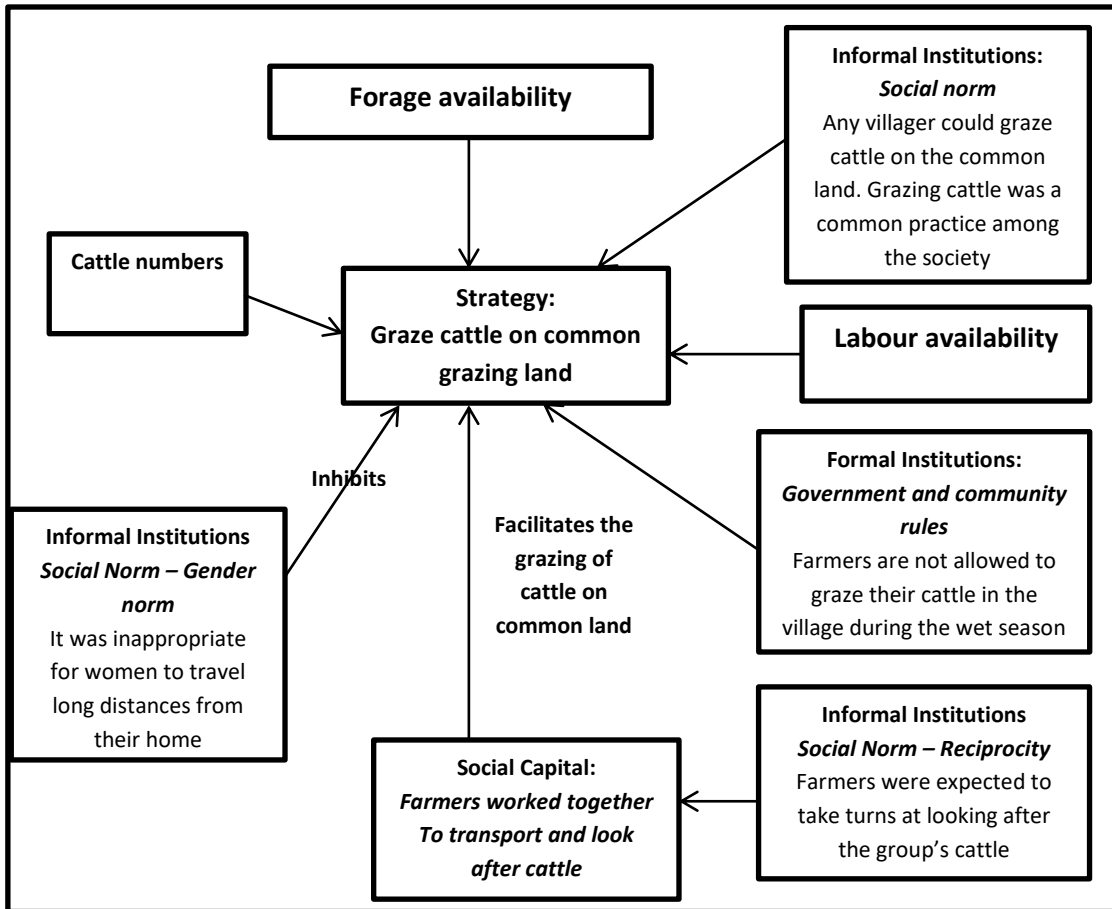 Forage availability
Informal Institutions:
Social norm
Any villager could graze
cattle on the common
land. Grazing cattle was a
common practice among
the society
Cattle numbers
Strategy:
Graze cattle on common
grazing land
Labour availability
Inhibits
Informal Institutions
Social Norm – Gender
norm
It was inappropriate
for women to travel
long distances from
their home
Facilitates the
grazing of
cattle on
common land
Formal Institutions:
Government and community
rules
Farmers are not allowed to
graze their cattle in the
village during the wet season
Social Capital:
Farmers worked together
To transport and look
after cattle
Informal Institutions
Social Norm – Reciprocity
Farmers were expected to
take turns at looking after
the group’s cattle